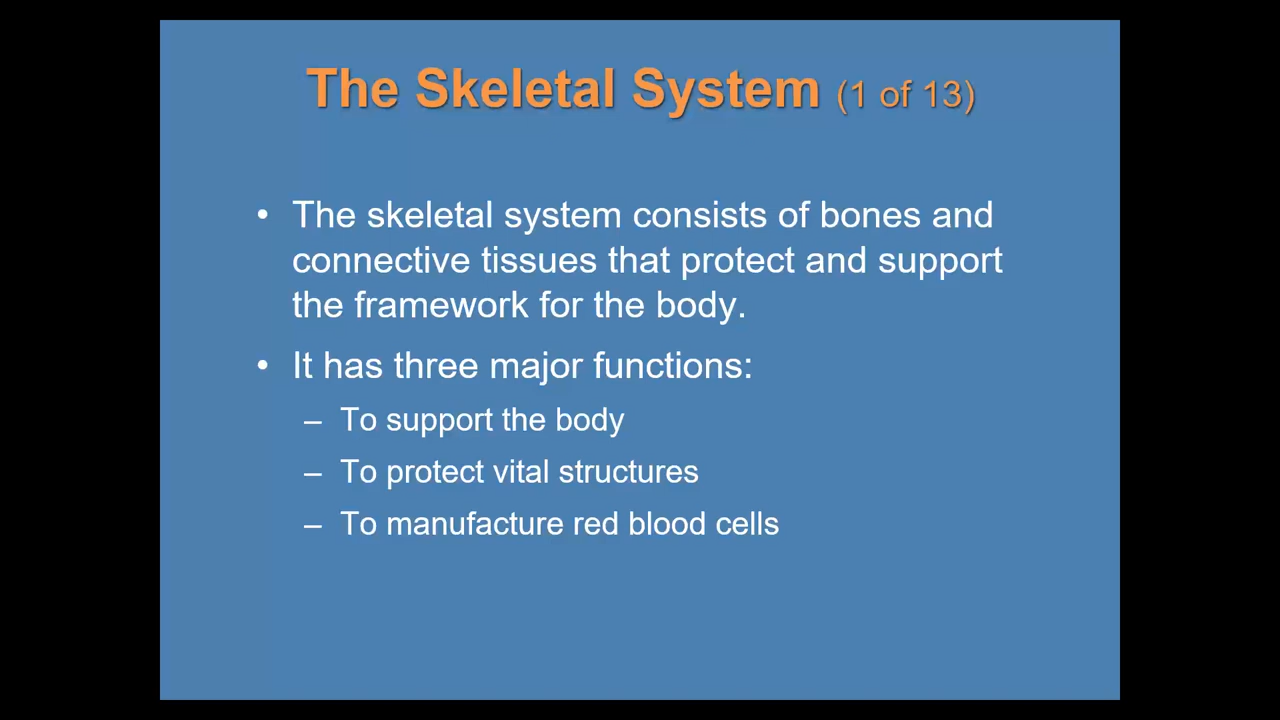 The Skeletal System (1 of 13)
• The skeletal system consists of bones and
connective tissues that protect and support
the framework for the body.
• It has three major functions:
– To support the body
– To protect vital structures
– To manufacture red blood cells